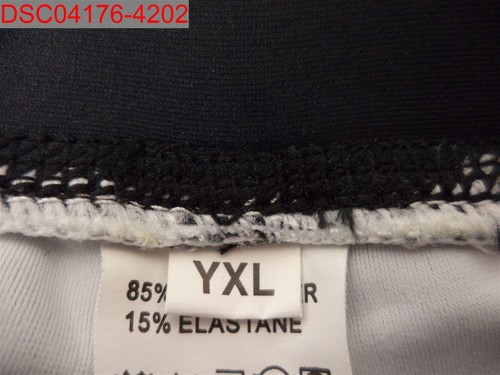 DSC04176-4202
YXL
85% R
15% ELASTANE